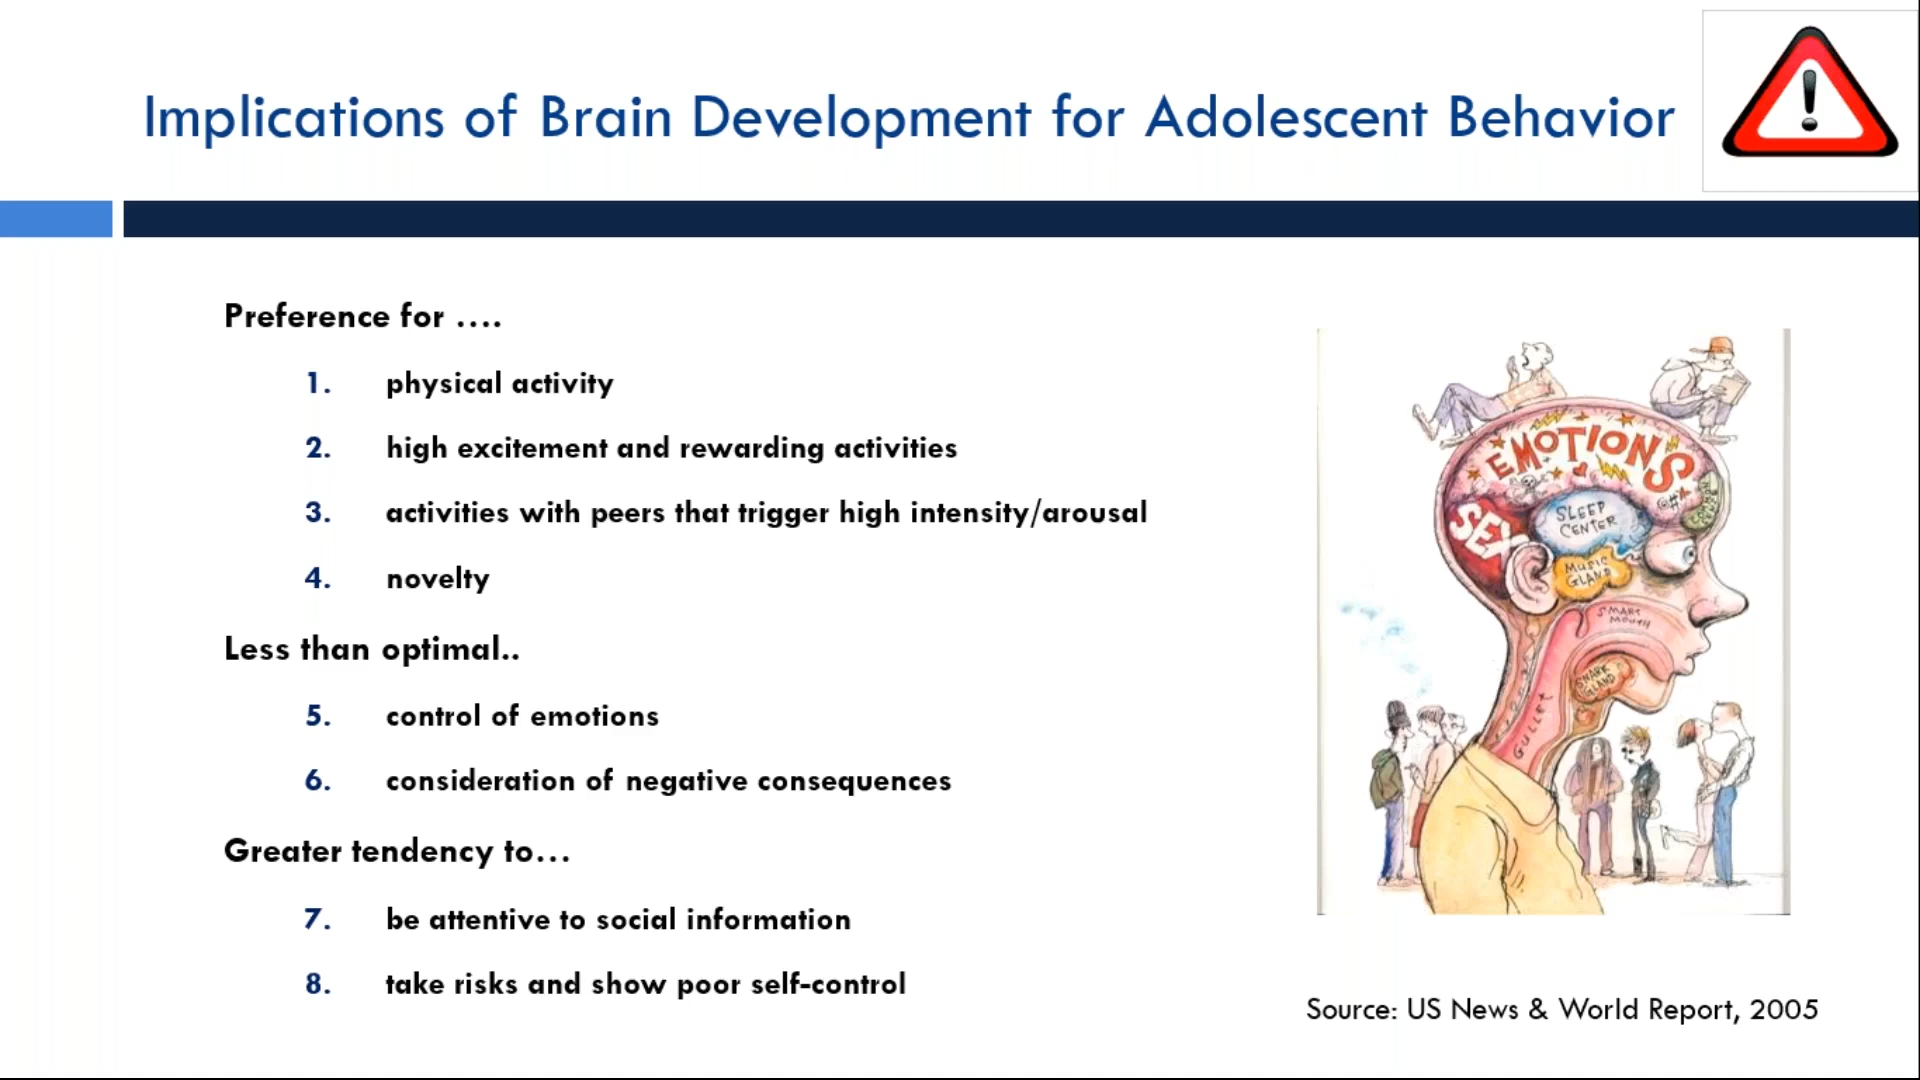 Implications of Brain Development for Adolescent Behavior
Preference for ....
1. physical activity
2. high excitement and rewarding activities
3. activities with peers that trigger high intensity/arousal
4. novelty
Less than optimal..
5. control of emotions
6. consideration of negative consequences
Greater tendency to...
7. be attentive to social information
8. take risks and show poor self-control
EMOTIONS
@#
SEX
SLEEP
CENTER
MUSIC
GLAND
SMART
MOUTH
SNARK
GLAND
GULLET
Source: US News & World Report, 2005